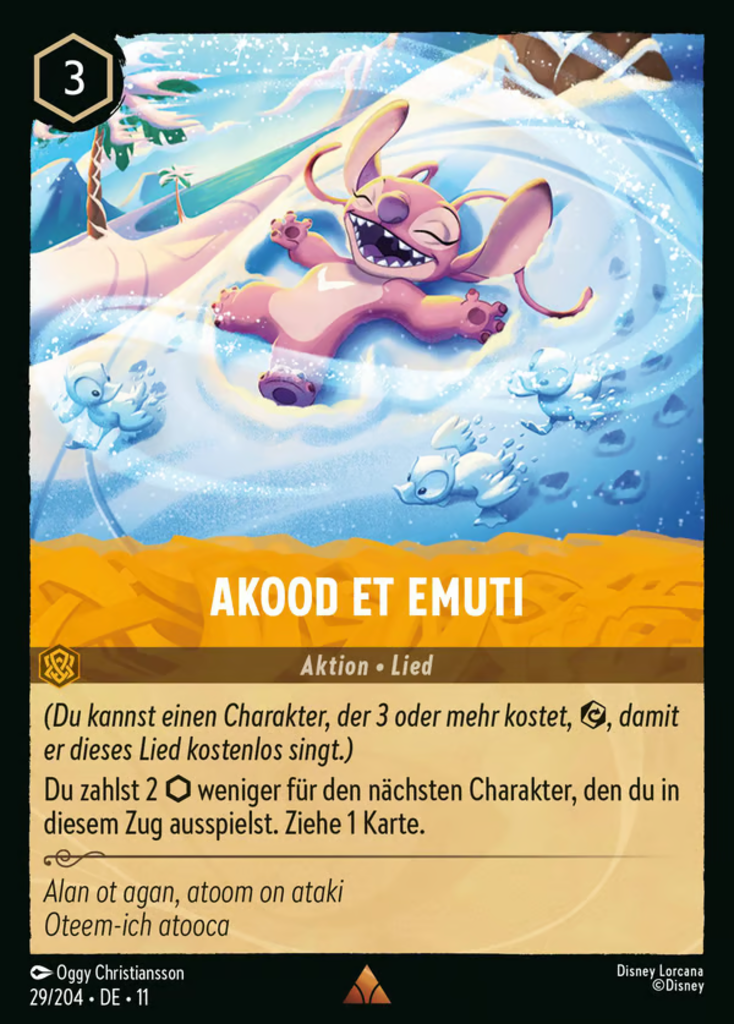 3
AKOOD ET EMUTI
Aktion • Lied
(Du kannst einen Charakter, der 3 oder mehr kostet, , damit
er dieses Lied kostenlos singt.)
Du zahlst 2 weniger für den nächsten Charakter, den du in
diesem Zug ausspielst. Ziehe 1 Karte.
Alan ot agan, atoom on ataki
Oteem-ich atooca
Oggy Christiansson
29/204 • DE • 11
Disney Lorcana
©Disney